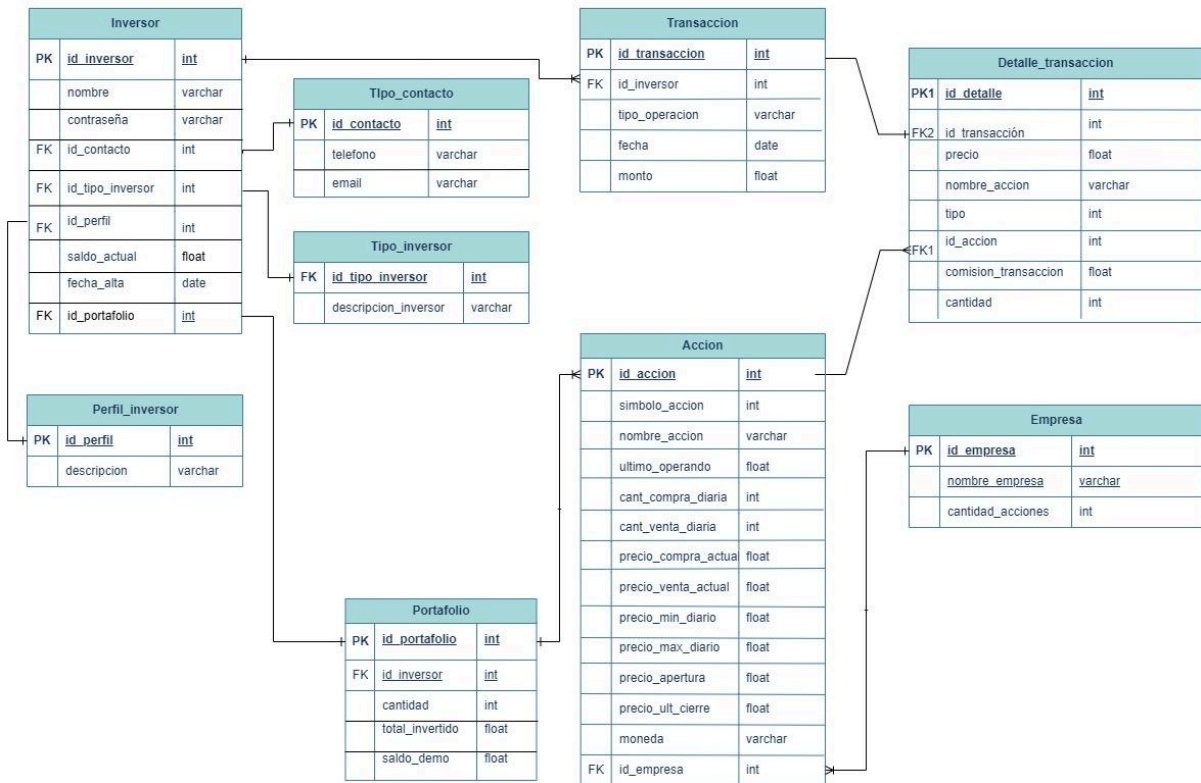 Inversor
PK id_inversor int
nombre varchar
contraseña varchar
FK id_contacto int
FK id_tipo_inversor int
FK id_perfil int
saldo_actual float
fecha_alta date
FK id_portafolio int
TIpo_contacto
PK id_contacto int
telefono varchar
email varchar
Tipo_inversor
FK id_tipo_inversor int
descripcion_inversor varchar
Perfil_inversor
PK id_perfil int
descripcion varchar
Portafolio
PK id_portafolio int
FK id_inversor int
cantidad int
total_invertido float
saldo_demo float
Transaccion
PK id_transaccion int
FK id_inversor int
tipo_operacion varchar
fecha date
monto float
Accion
PK id_accion int
simbolo_accion int
nombre_accion varchar
ultimo_operando float
cant_compra_diaria int
cant_venta_diaria int
precio_compra_actual float
precio_venta_actual float
precio_min_diario float
precio_max_diario float
precio_apertura float
precio_ult_cierre float
moneda varchar
FK id_empresa int
Detalle_transaccion
PK1 id_detalle int
FK2 id_transacción int
precio float
nombre_accion varchar
tipo int
FK1 id_accion int
comision_transaccion float
cantidad int
Empresa
PK id_empresa int
nombre_empresa varchar
cantidad_acciones int